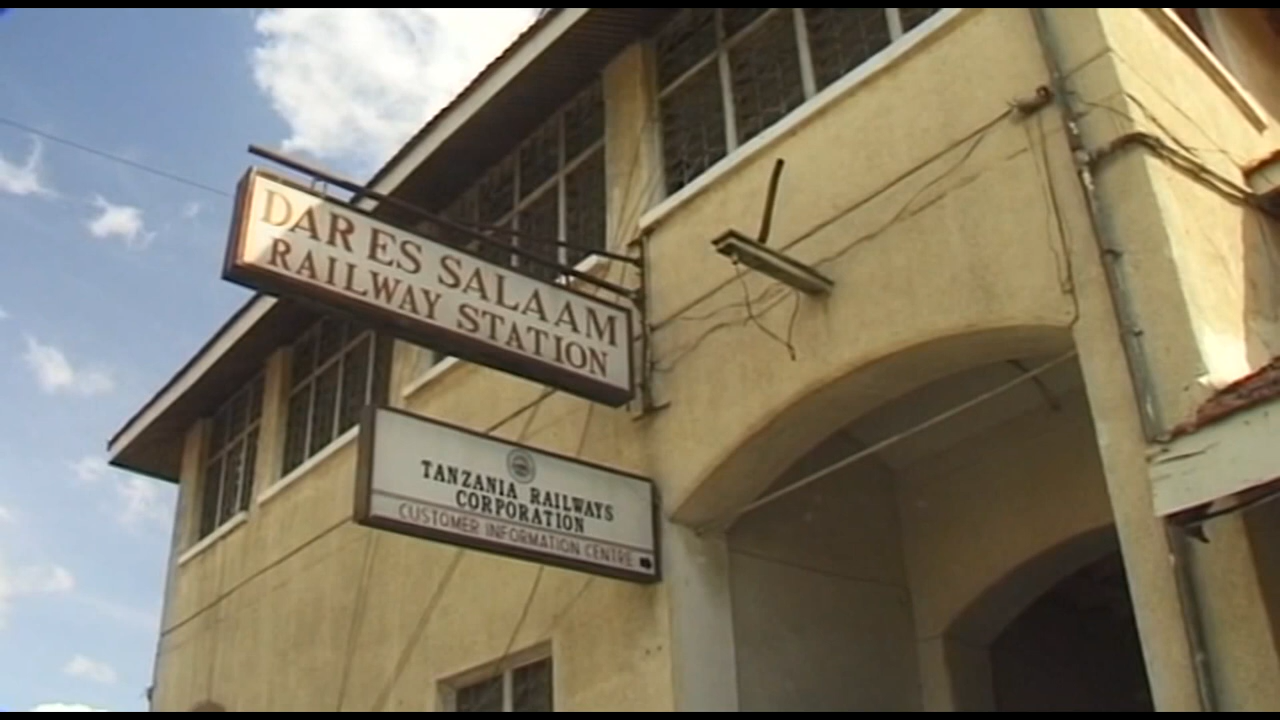 DAR ES SALAAM
RAILWAY STATION
TANZANIA RAILWAYS
CORPORATION
CUSTOMER INFORMATION CENTRE